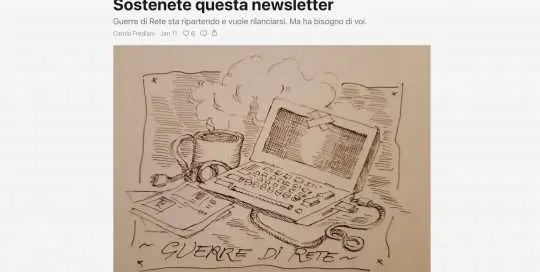 Sostenete questa newsletter
Guerre di Rete sta ripartendo e vuole rilanciarsi. Ma ha bisogno di voi.
Carola Frediani Jan 11 6
~ GUERRE DI RETE ~